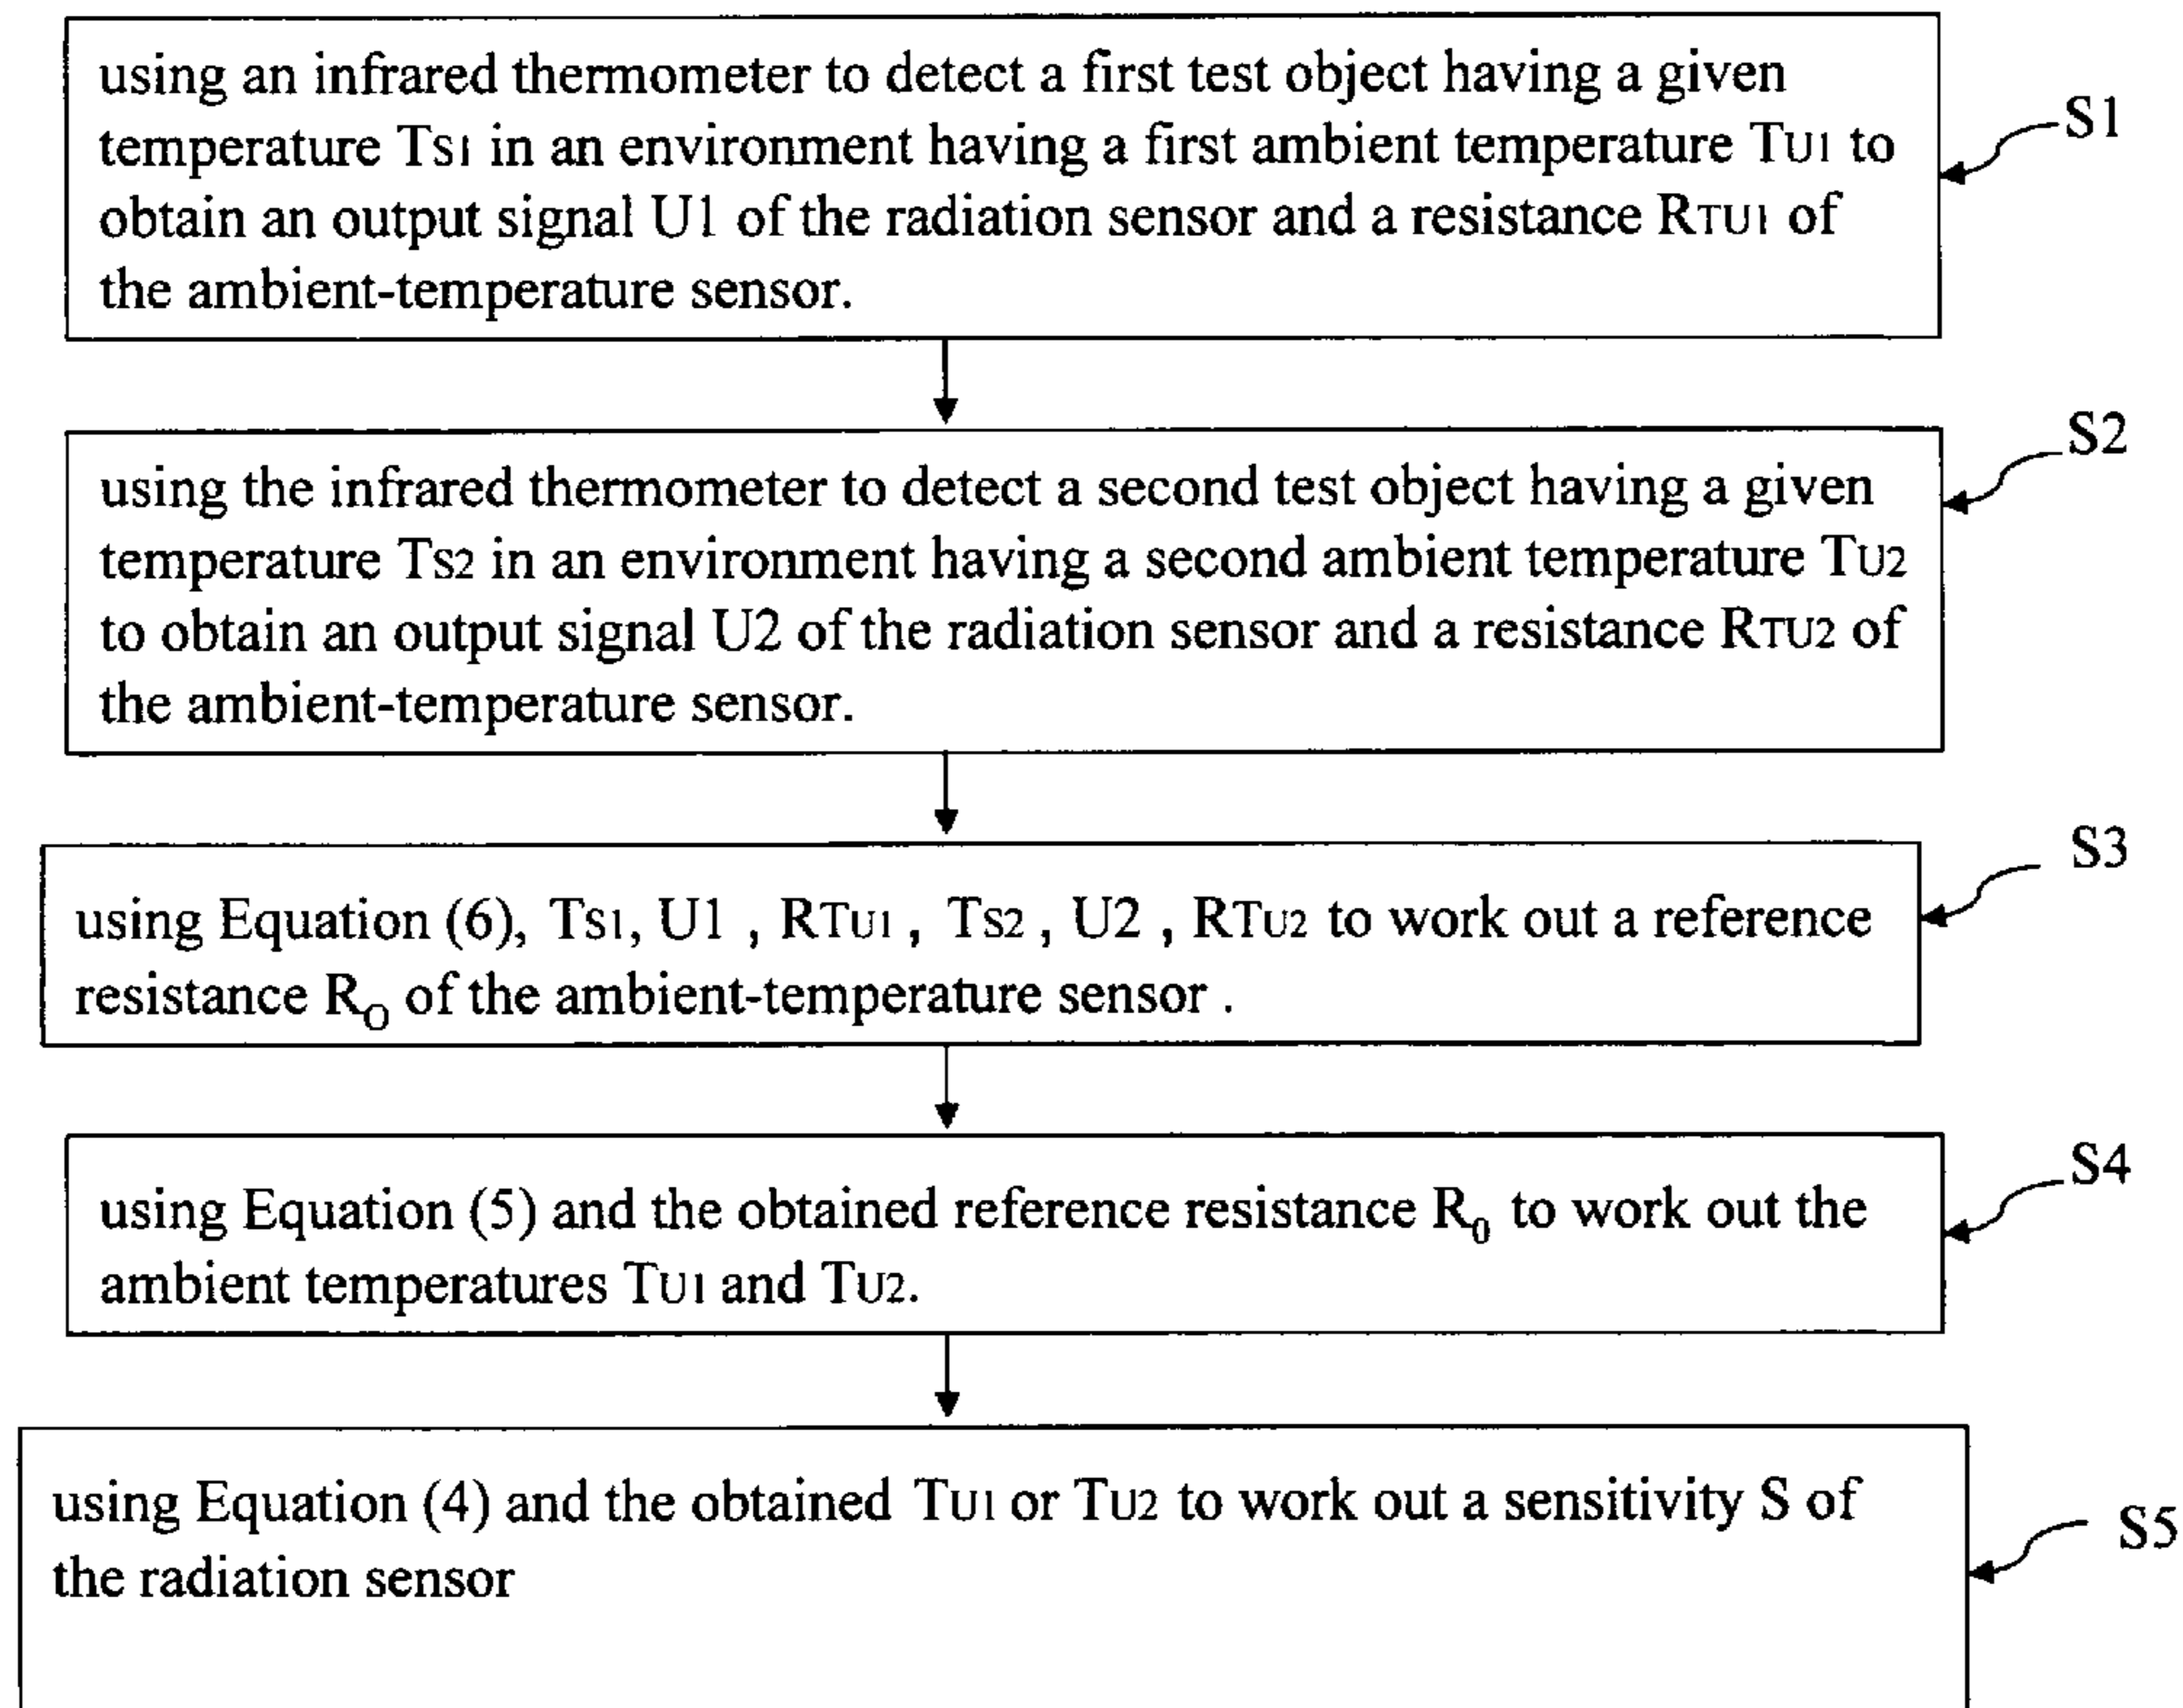 using an infrared thermometer to detect a first test object having a given
temperature TS1 in an environment having a first ambient temperature TU1 to
obtain an output signal U1 of the radiation sensor and a resistance RTU1 of
the ambient-temperature sensor.
S1
using the infrared thermometer to detect a second test object having a given
temperature TS2 in an environment having a second ambient temperature TU2
to obtain an output signal U2 of the radiation sensor and a resistance RTU2 of
the ambient-temperature sensor.
S2
using Equation (6), TS1, U1 , RTU1 , TS2 , U2 , RTU2 to work out a reference
resistance RO of the ambient-temperature sensor .
S3
using Equation (5) and the obtained reference resistance R0 to work out the
ambient temperatures TU1 and TU2.
S4
using Equation (4) and the obtained TU1 or TU2 to work out a sensitivity S of
the radiation sensor
S5